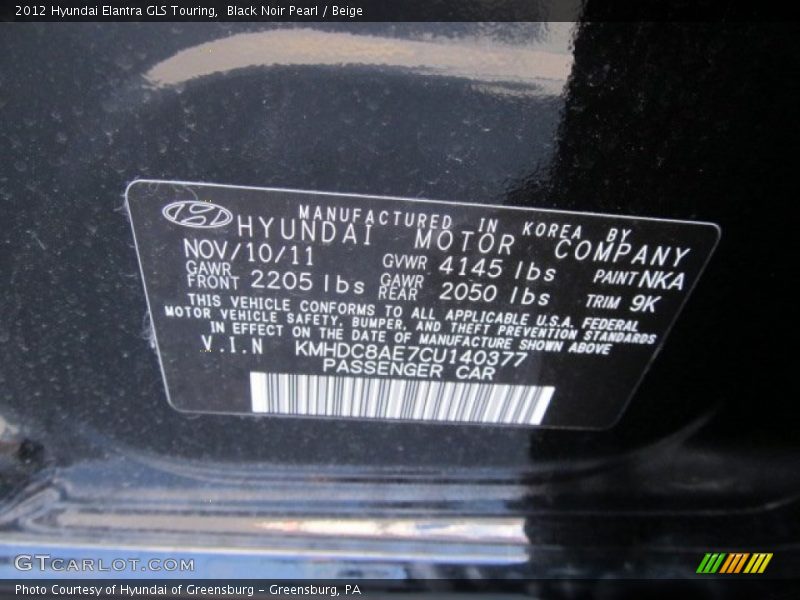 2012 Hyundai Elantra GLS Touring,  Black Noir Pearl / Beige
MANUFACTURED IN KOREA BY
HYUNDAI MOTOR COMPANY
NOV/10/11 GVWR 4145 lbs PAINT NKA
GAWR FRONT 2205 lbs GAWR REAR 2050 lbs TRIM 9K
THIS VEHICLE CONFORMS TO ALL APPLICABLE U.S.A. FEDERAL
MOTOR VEHICLE SAFETY, BUMPER, AND THEFT PREVENTION STANDARDS
IN EFFECT ON THE DATE OF MANUFACTURE SHOWN ABOVE
V.I.N KMHDC8AE7CU140377
PASSENGER CAR
GTCARLOT.COM
Photo Courtesy of Hyundai of Greensburg – Greensburg, PA